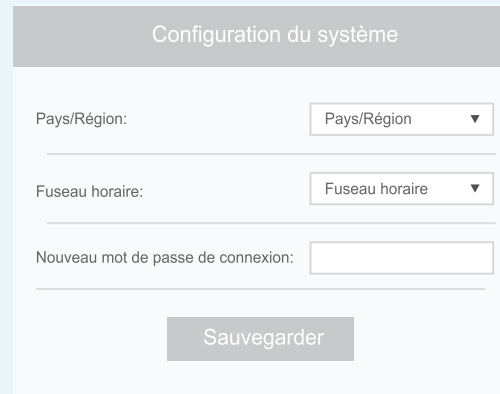 Configuration du système
Pays/Région: Pays/Région
Fuseau horaire: Fuseau horaire
Nouveau mot de passe de connexion:
Sauvegarder